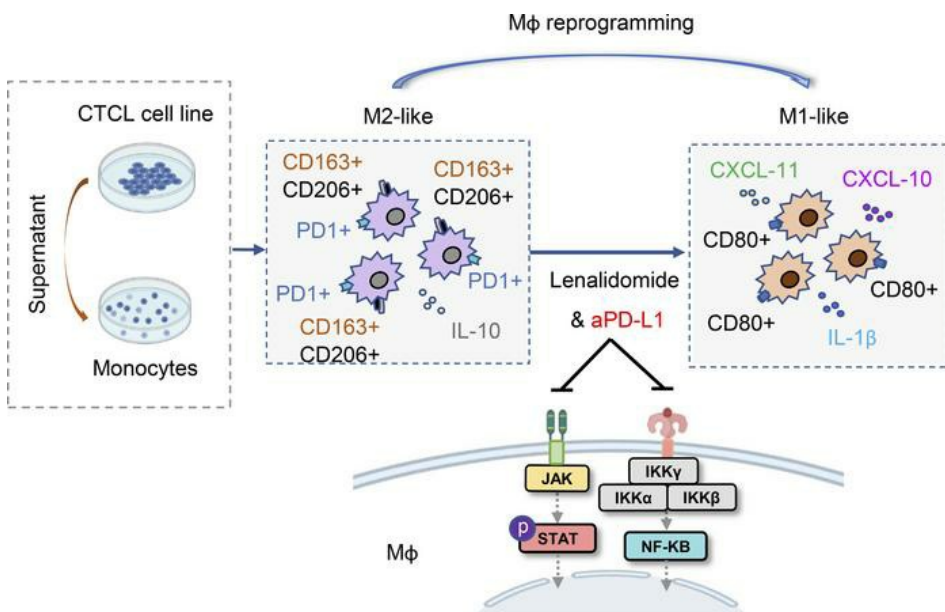 Mϕ reprogramming
CTCL cell line
Supernatant
Monocytes
M2-like
CD163+
CD206+
CD163+
CD206+
PD1+
PD1+
PD1+
CD163+
CD206+
IL-10
Lenalidomide
& aPD-L1
M1-like
CXCL-11
CXCL-10
CD80+
CD80+
CD80+
IL-1β
JAK
p
STAT
IKKγ
IKKα
IKKβ
NF-KB
Mϕ